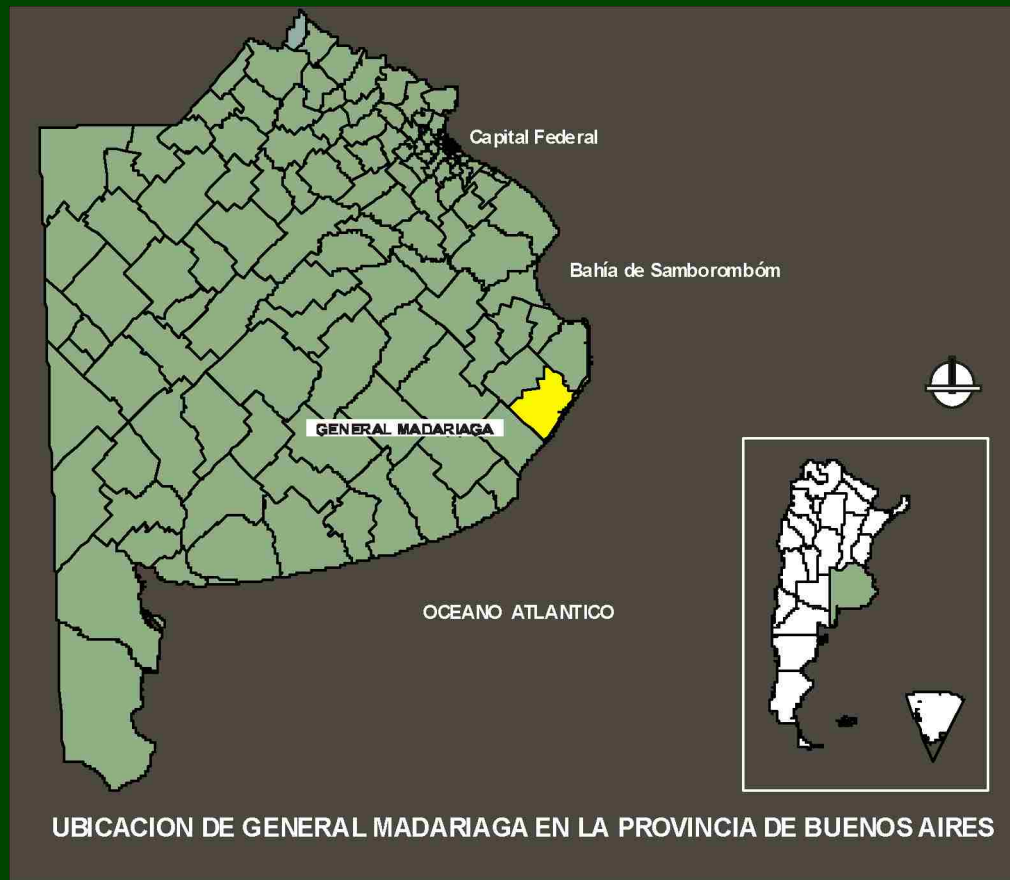 Capital Federal
Bahía de Samborombóm
GENERAL MADARIAGA
OCEANO ATLANTICO
UBICACION DE GENERAL MADARIAGA EN LA PROVINCIA DE BUENOS AIRES